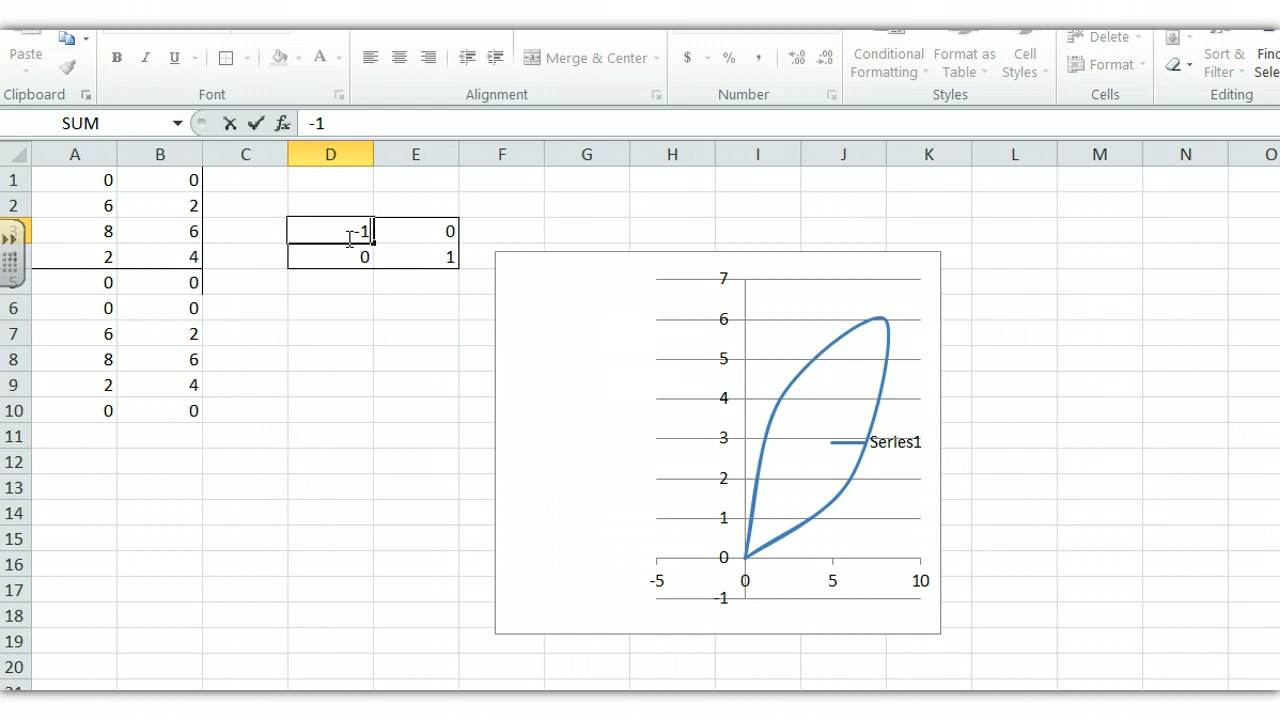 Paste B I U A Merge & Center $ % , Conditional Formatting Format as Table Cell Styles Delete Format Sort & Filter
Clipboard Font Alignment Number Styles Cells Editing
SUM fx -1
A B C D E F G H I J K L M N O
1 0 0
2 6 2
3 8 6 -1 0
2 4 0 1
5 0 0
6 0 0
7 6 2
8 8 6
9 2 4
10 0 0
11
12
13
14
15
16
17
18
19
20
7
6
5
4
3 Series1
2
1
0
-5 0 5 10
-1